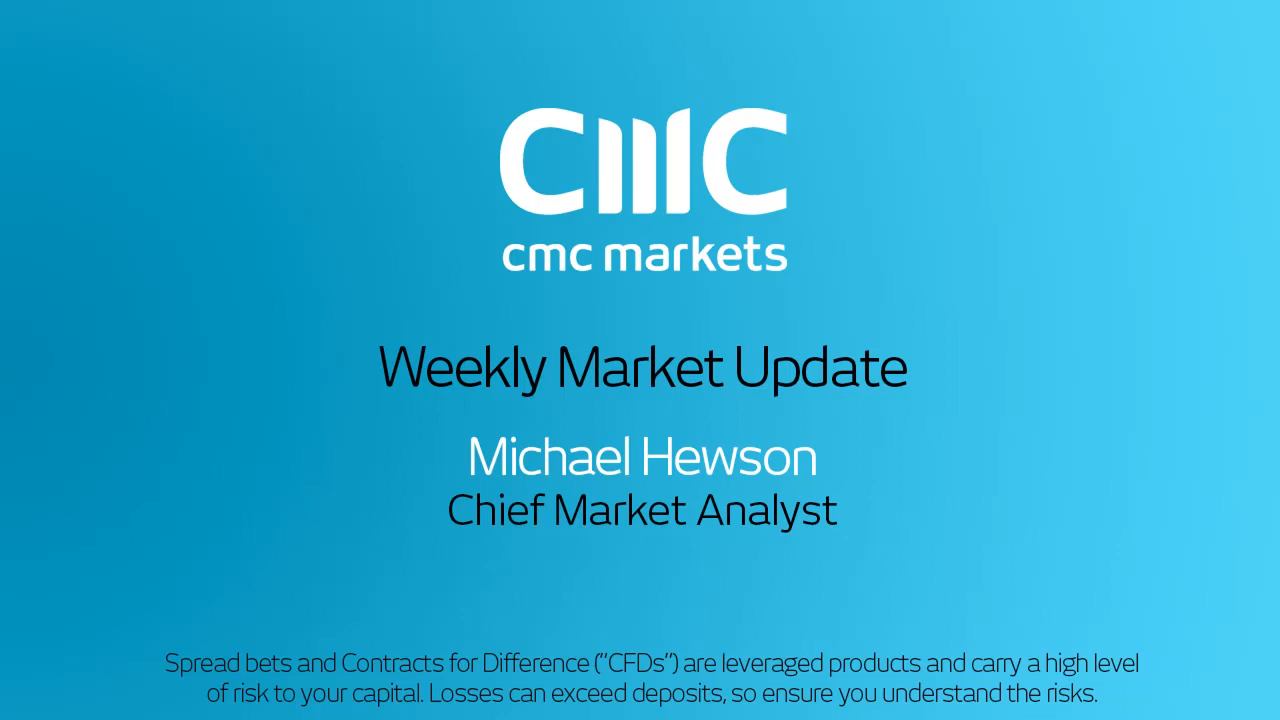 CMC
cmc markets
Weekly Market Update
Michael Hewson
Chief Market Analyst
Spread bets and Contracts for Difference (”CFDs”) are leveraged products and carry a high level
of risk to your capital. Losses can exceed deposits, so ensure you understand the risks.